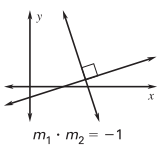 y
x
m₁ · m₂ = −1